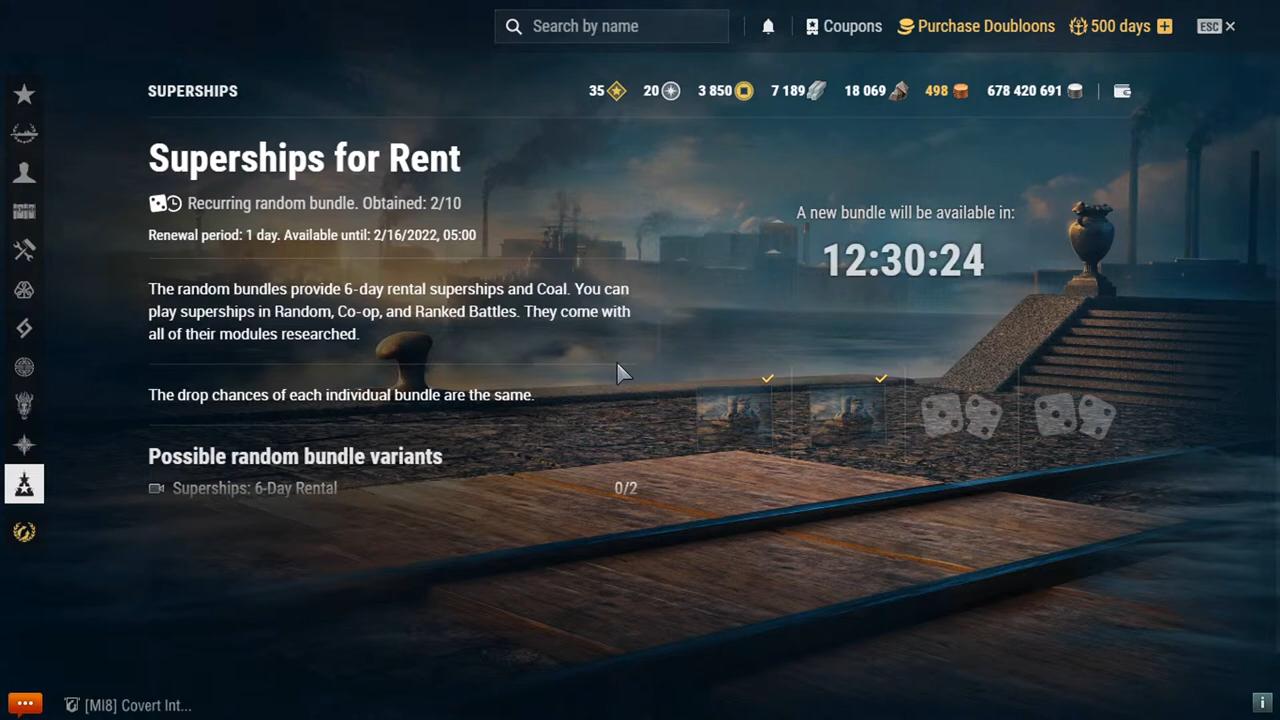 Search by name
Coupons
Purchase Doubloons
500 days
ESC
SUPERSHIPS
35
20
3 850
7 189
18 069
498
678 420 691
Superships for Rent
Recurring random bundle. Obtained: 2/10
Renewal period: 1 day. Available until: 2/16/2022, 05:00
A new bundle will be available in:
12:30:24
The random bundles provide 6-day rental superships and Coal. You can
play superships in Random, Co-op, and Ranked Battles. They come with
all of their modules researched.
The drop chances of each individual bundle are the same.
Possible random bundle variants
Superships: 6-Day Rental 0/2
[MI8] Covert Int...